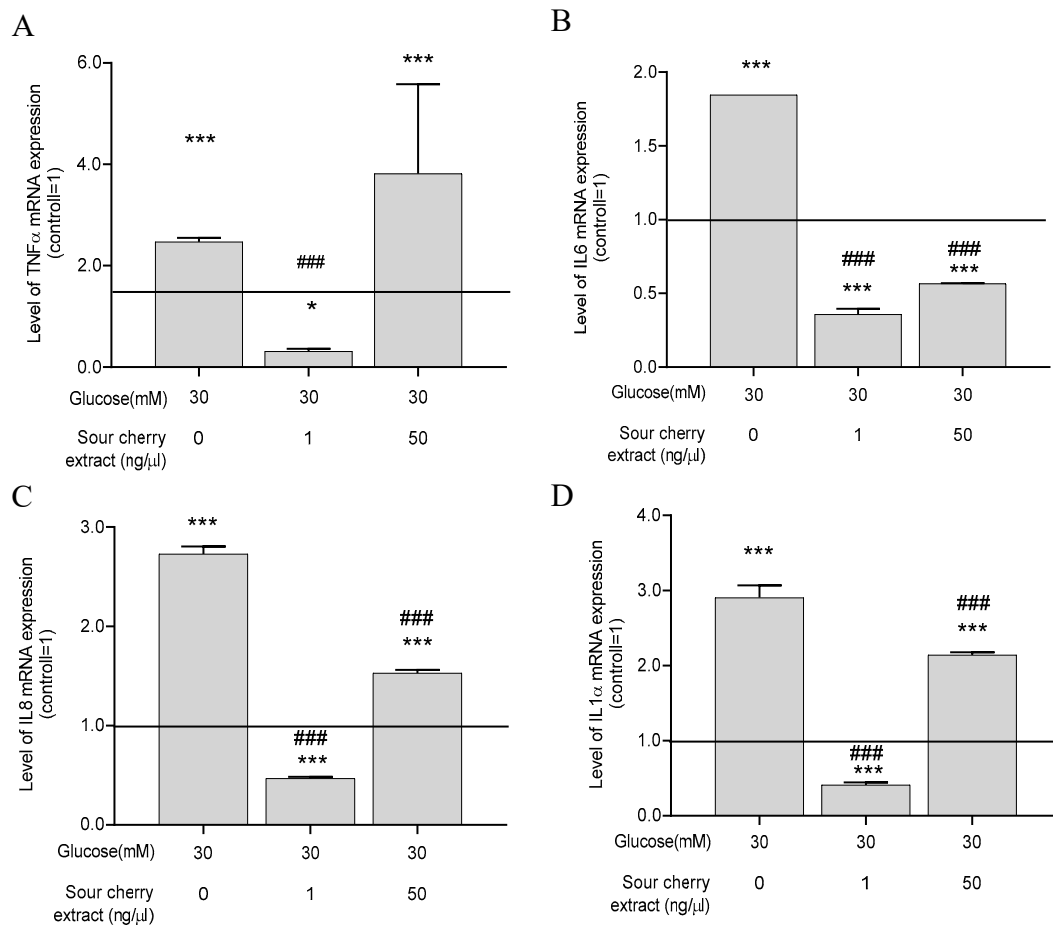 A
Level of TNFα mRNA expression
(controll=1)
6.0
4.0
2.0
0.0
***
###
*
***
Glucose(mM) 30 30 30
Sour cherry
extract (ng/µl) 0 1 50
B
Level of IL6 mRNA expression
(controll=1)
2.0
1.5
1.0
0.5
0.0
***
###
***
###
***
Glucose(mM) 30 30 30
Sour cherry
extract (ng/µl) 0 1 50
C
Level of IL8 mRNA expression
(controll=1)
3.0
2.0
1.0
0.0
***
###
***
###
***
Glucose(mM) 30 30 30
Sour cherry
extract (ng/µl) 0 1 50
D
Level of IL1α mRNA expression
(controll=1)
4.0
3.0
2.0
1.0
0.0
***
###
***
###
***
Glucose(mM) 30 30 30
Sour cherry
extract (ng/µl) 0 1 50